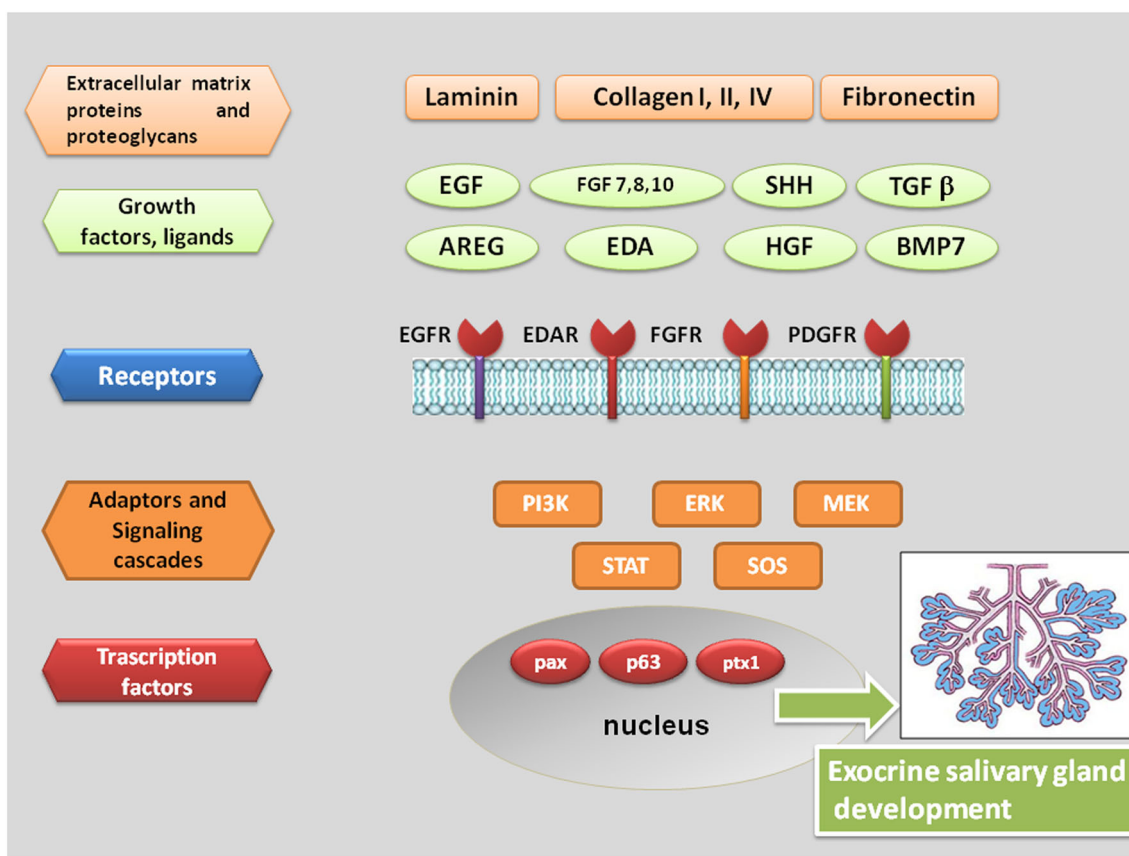 Extracellular matrix
proteins and
proteoglycans
Laminin
Collagen I, II, IV
Fibronectin
Growth
factors, ligands
EGF
FGF 7,8,10
SHH
TGF β
AREG
EDA
HGF
BMP7
Receptors
EGFR
EDAR
FGFR
PDGFR
Adaptors and
Signaling
cascades
PI3K
ERK
MEK
STAT
SOS
Trascription
factors
pax
p63
ptx1
nucleus
Exocrine salivary gland
development